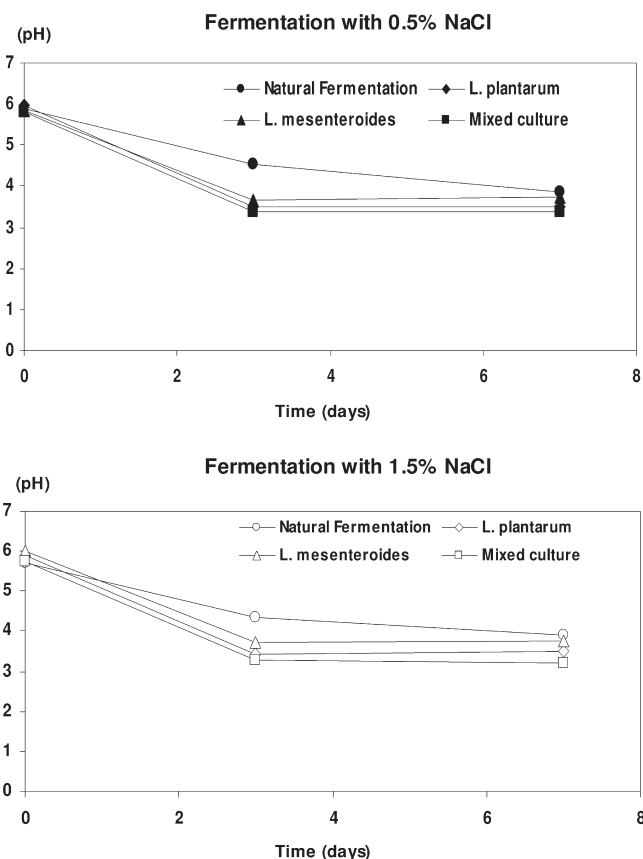 Fermentation with 0.5% NaCl
(pH)
7
Natural Fermentation L. plantarum
6
L. mesenteroides Mixed culture
5
4
3
2
1
0
0 2 4 6 8
Time (days)
Fermentation with 1.5% NaCl
(pH)
7
Natural Fermentation L. plantarum
6
L. mesenteroides Mixed culture
5
4
3
2
1
0
0 2 4 6 8
Time (days)